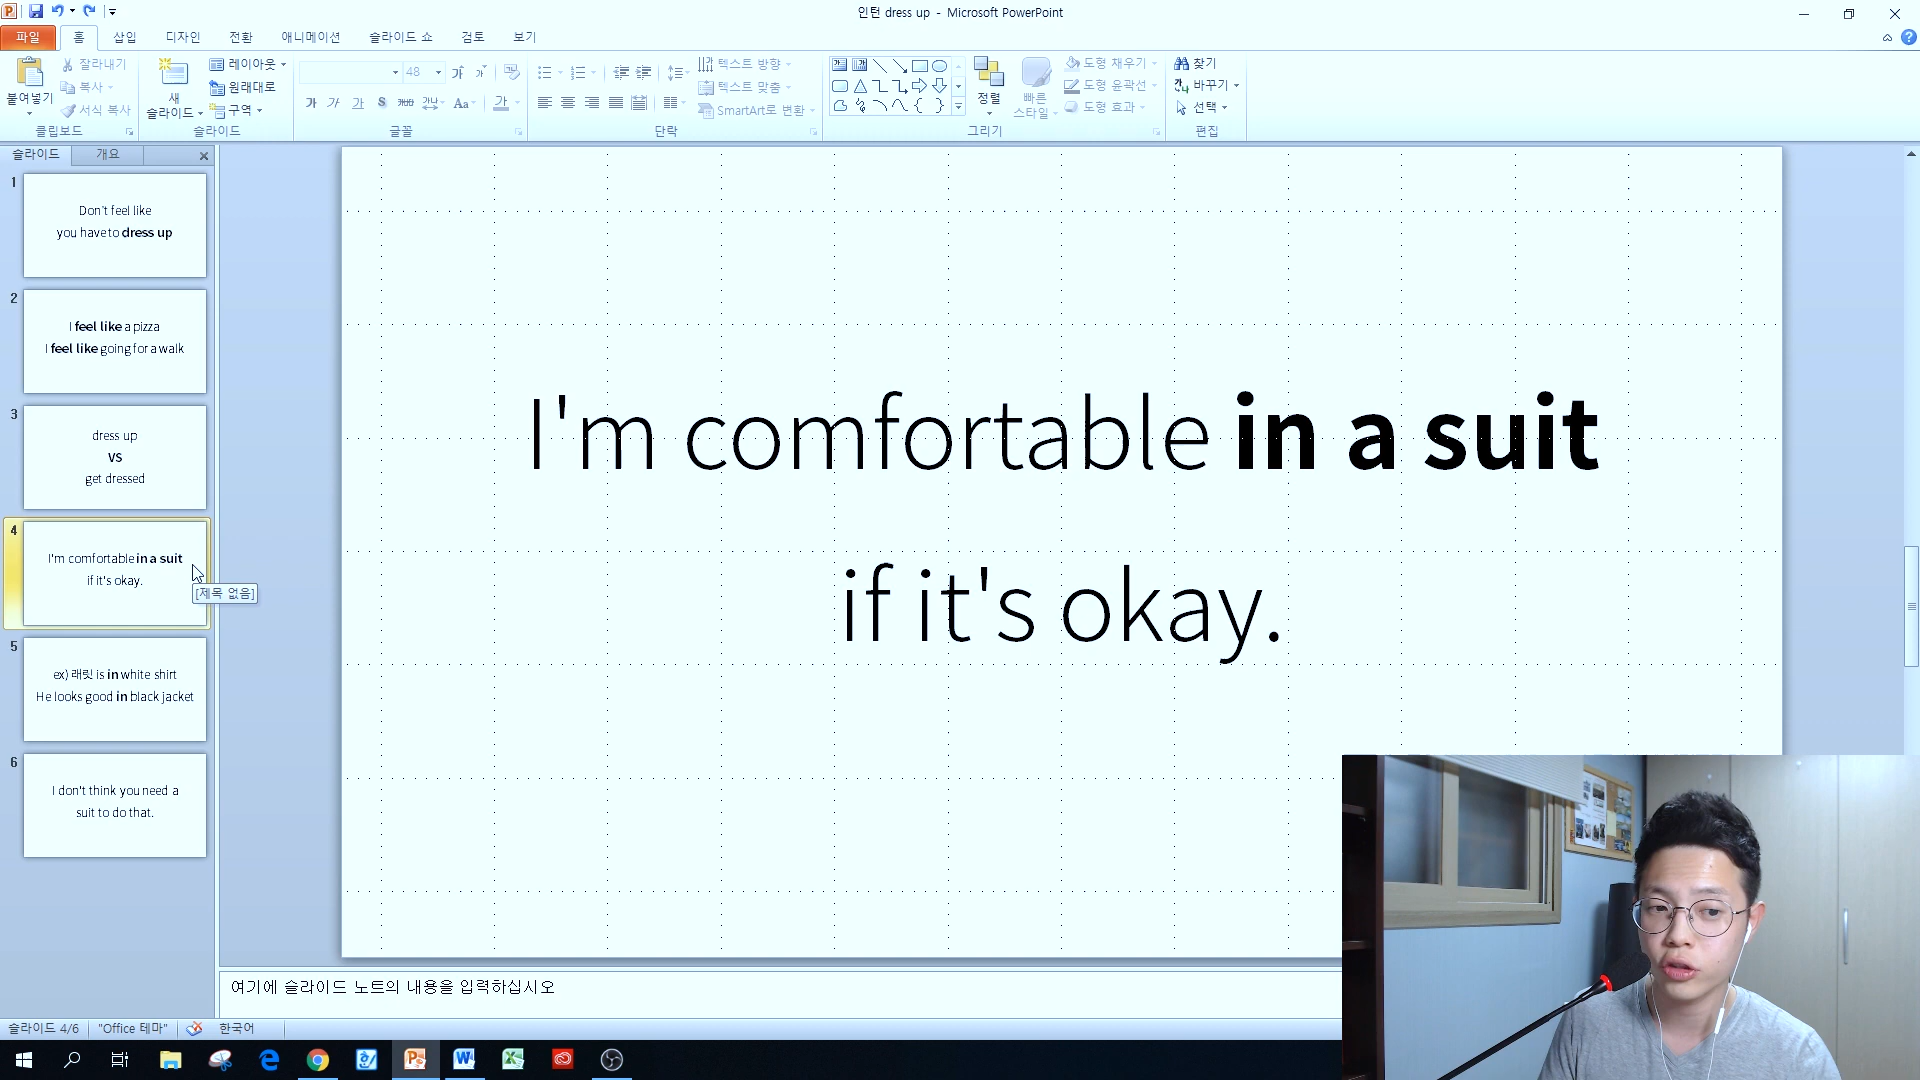 인턴 dress up - Microsoft PowerPoint
파일 홈 삽입 디자인 전환 애니메이션 슬라이드 쇼 검토 보기
붙여넣기
잘라내기
복사
서식 복사
클립보드
새
슬라이드
레이아웃
원래대로
구역
슬라이드
48
가 가
가 가 가 S 가나 Aa 가
글꼴
텍스트 방향
텍스트 맞춤
SmartArt로 변환
단락
정렬
빠른
스타일
도형 채우기
도형 윤곽선
도형 효과
그리기
찾기
바꾸기
선택
편집
슬라이드 개요
1
Don't feel like
you have to dress up
2
I feel like a pizza
I feel like going for a walk
3
dress up
VS
get dressed
4
I'm comfortable in a suit
if it's okay.
[제목 없음]
5
ex) 래릿 is in white shirt
He looks good in black jacket
6
I don't think you need a
suit to do that.
I'm comfortable in a suit
if it's okay.
여기에 슬라이드 노트의 내용을 입력하십시오
슬라이드 4/6 "Office 테마" 한국어